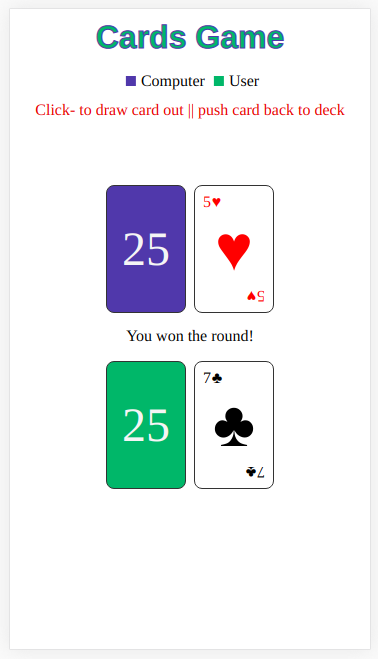 Cards Game
Computer User
Click- to draw card out || push card back to deck
5♥
25
♥
5♥
You won the round!
7♣
25
♣
7♣